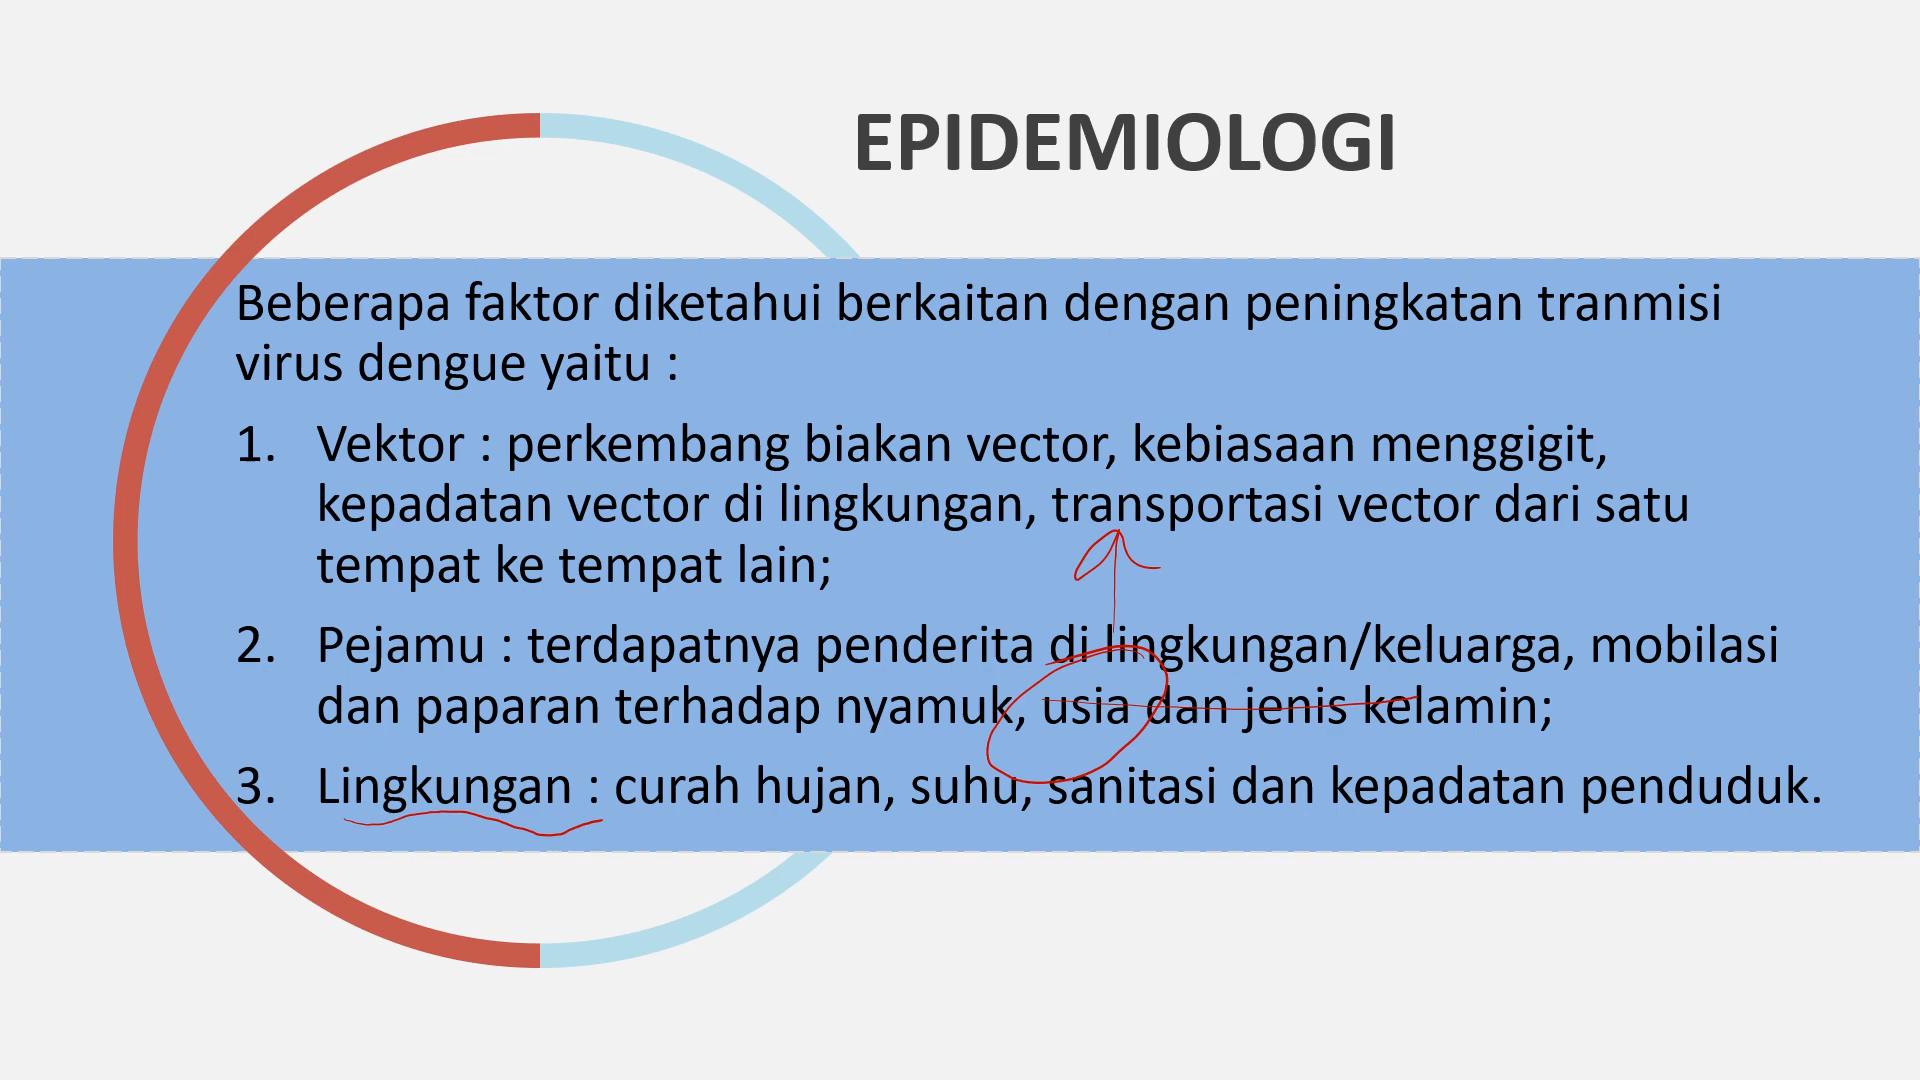 EPIDEMIOLOGI
Beberapa faktor diketahui berkaitan dengan peningkatan tranmisi
virus dengue yaitu :
1. Vektor : perkembang biakan vector, kebiasaan menggigit,
kepadatan vector di lingkungan, transportasi vector dari satu
tempat ke tempat lain;
2. Pejamu : terdapatnya penderita di lingkungan/keluarga, mobilasi
dan paparan terhadap nyamuk, usia dan jenis kelamin;
3. Lingkungan : curah hujan, suhu, sanitasi dan kepadatan penduduk.